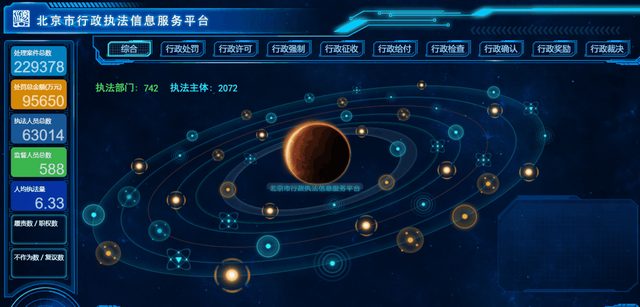 北京市行政执法信息服务平台
综合 行政处罚 行政许可 行政强制 行政征收 行政给付 行政检查 行政确认 行政奖励 行政裁决
处理案件总数
229378
处罚总金额(万元)
95650
执法人员总数
63014
监督人员总数
588
人均执法量
6.33
履责数 / 职权数
不作为数 / 复议数
执法部门：742 执法主体：2072
北京市行政执法信息服务平台